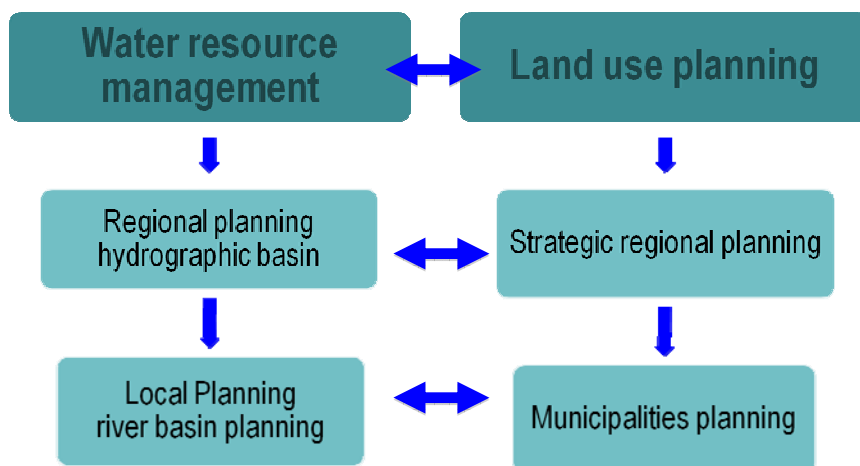 Water resource
management
Land use planning
Regional planning
hydrographic basin
Strategic regional planning
Local Planning
river basin planning
Municipalities planning